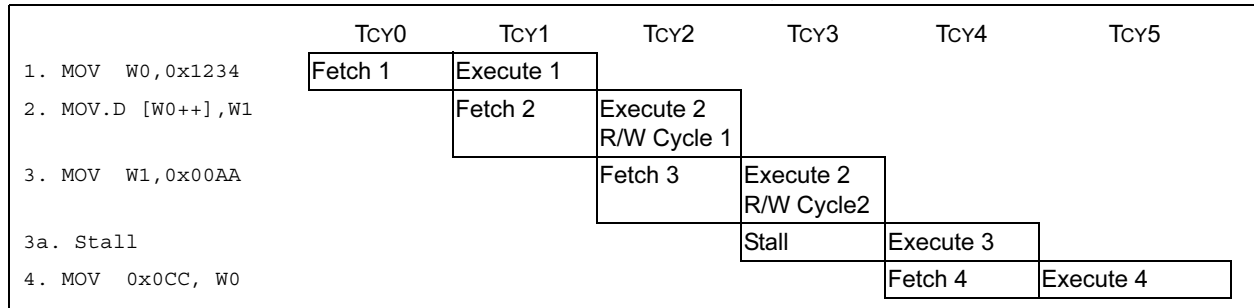 TCY0 TCY1 TCY2 TCY3 TCY4 TCY5
1. MOV W0,0x1234 Fetch 1 Execute 1
2. MOV.D [W0++],W1 Fetch 2 Execute 2
R/W Cycle 1
3. MOV W1,0x00AA Fetch 3 Execute 2
R/W Cycle2
3a. Stall Stall Execute 3
4. MOV 0x0CC, W0 Fetch 4 Execute 4